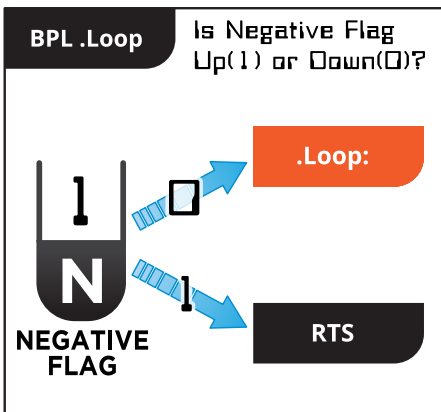 BPL .Loop
Is Negative Flag
Up(1) or Down(0)?
.Loop:
0
1
N
1
RTS
NEGATIVE
FLAG